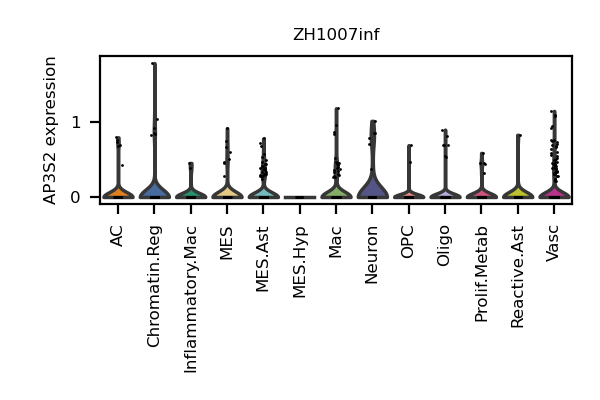 ZH1007inf
AP3S2 expression
1
0
AC
Chromatin.Reg
Inflammatory.Mac
MES
MES.Ast
MES.Hyp
Mac
Neuron
OPC
Oligo
Prolif.Metab
Reactive.Ast
Vasc